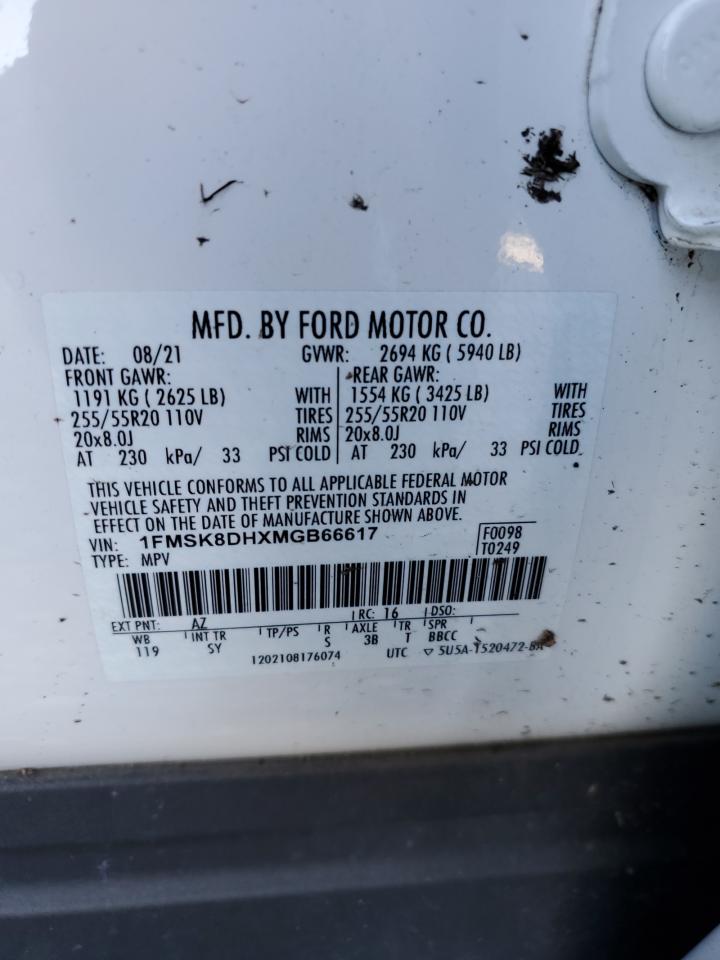 MFD. BY FORD MOTOR CO.
DATE: 08/21 GVWR: 2694 KG ( 5940 LB)
FRONT GAWR: REAR GAWR:
1191 KG ( 2625 LB) WITH 1554 KG ( 3425 LB) WITH
255/55R20 110V TIRES 255/55R20 110V TIRES
20x8.0J RIMS 20x8.0J RIMS
AT 230 kPa/ 33 PSI COLD AT 230 kPa/ 33 PSI COLD
THIS VEHICLE CONFORMS TO ALL APPLICABLE FEDERAL MOTOR
VEHICLE SAFETY AND THEFT PREVENTION STANDARDS IN
EFFECT ON THE DATE OF MANUFACTURE SHOWN ABOVE.
VIN: 1FMSK8DHXMGB66617 F0098
TYPE: MPV T0249
EXT PNT: AZ RC: 16 DSO:
WB INT TR TP/PS R AXLE TR SPR
119 SY S 3B T BBCC
1202108176074 UTC ▽ 5U5A-1520472-BA